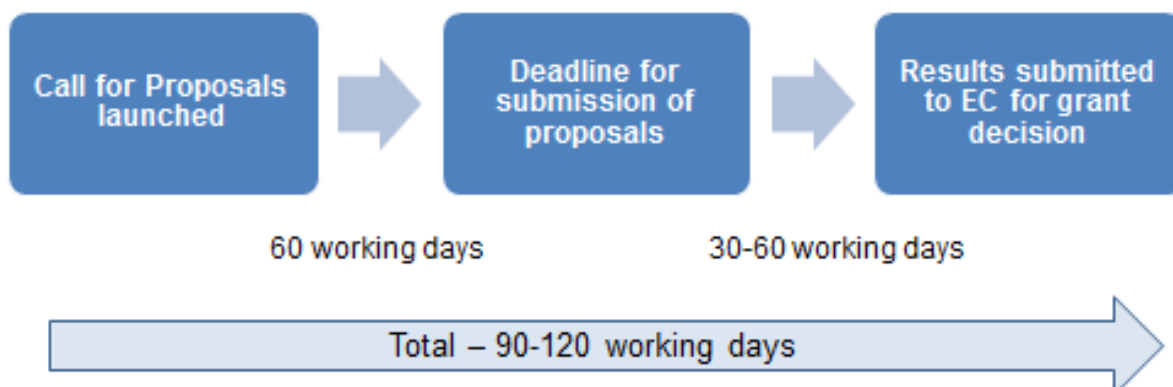 Call for Proposals
launched
Deadline for
submission of
proposals
Results submitted
to EC for grant
decision
60 working days
30-60 working days
Total – 90-120 working days